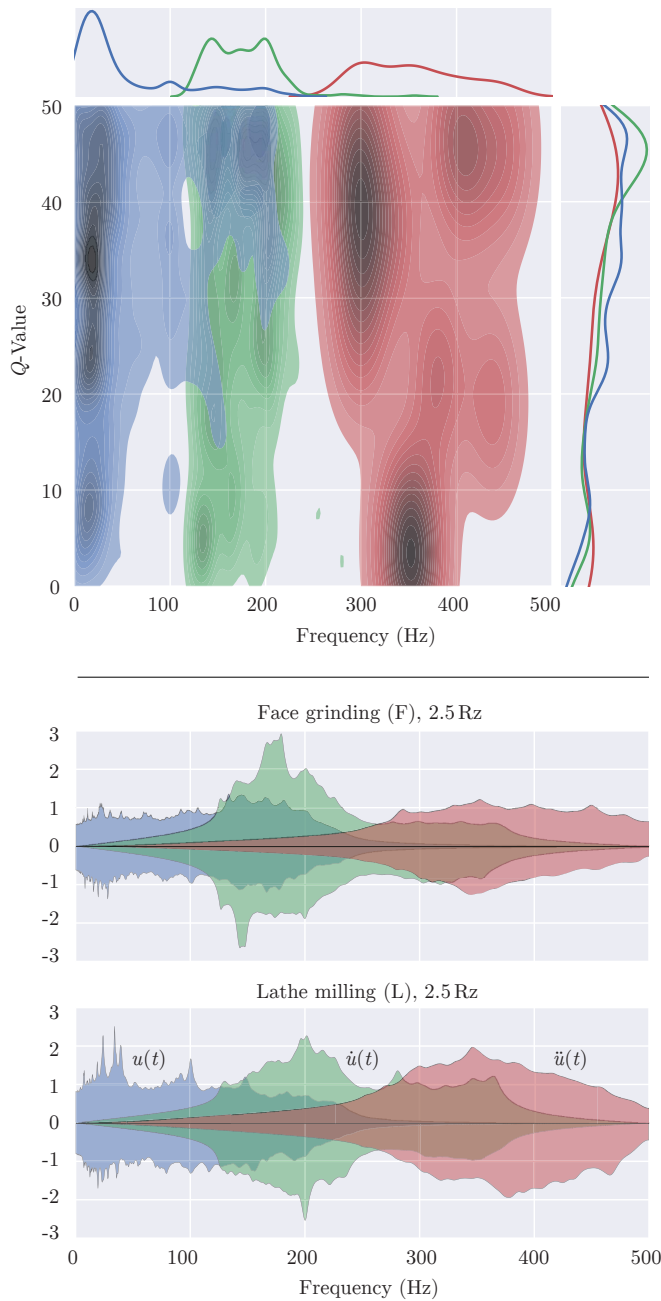 50
40
30
20
10
0
Q-Value
0 100 200 300 400 500
Frequency (Hz)
Face grinding (F), 2.5 Rz
3
2
1
0
-1
-2
-3
Lathe milling (L), 2.5 Rz
3
u(t) u̇(t) ü(t)
2
1
0
-1
-2
-3
0 100 200 300 400 500
Frequency (Hz)